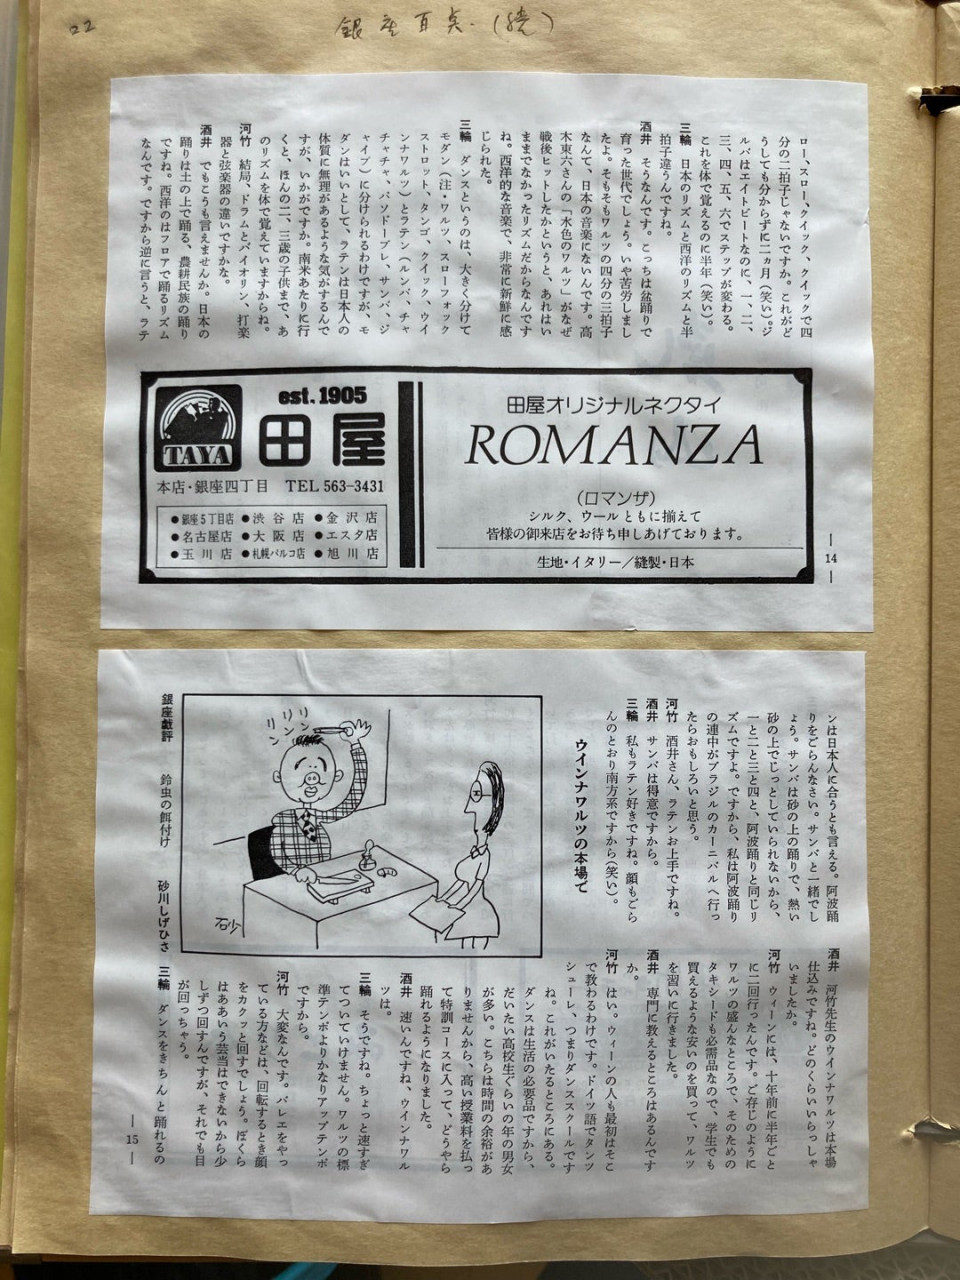 22
銀座百点(続)
ロー、スロー、クイック、クイックで四
分の二拍子じゃないですか。これがど
うしても分からずに二ヵ月(笑い)。ジ
ルバはエイトビートなのに、一、二、
三、四、五、六でステップが変わる。
これを体で覚えるのに半年(笑い)。
三輪 日本のリズムと西洋のリズムと半
拍子違うんですね。
酒井 そうなんです。こっちは盆踊りで
育った世代でしょう。いや苦労しまし
たよ。そもそもワルツの四分の三拍子
なんて、日本の音楽にないんです。高
木東六さんの「水色のワルツ」がなぜ
戦後ヒットしたかというと、あれはい
ままでなかったリズムだからなんです
ね。西洋的な音楽で、非常に新鮮に感
じられた。
三輪 ダンスというのは、大きく分けて
モダン(注・ワルツ、スローフォック
ストロット、タンゴ、クイック、ウイ
ンナワルツ)とラテン(ルンバ、チャ
チャチャ、パソドーブレ、サンバ、ジ
ャイブ)に分けられるわけですが、モ
ダンはいいとして、ラテンは日本人の
体質に無理があるような気がするんで
すが、いかがですか。南米あたりに行
くと、ほんの二、三歳の子供まで、あ
のリズムを体で覚えていますからね。
河竹 結局、ドラムとバイオリン、打楽
器と弦楽器の違いですかな。
酒井 でもこうも言えませんか。日本の
踊りは土の上で踊る、農耕民族の踊り
ですね。西洋のはフロアで踊るリズム
なんです。ですから逆に言うと、ラテ
TAYA
est.1905
田屋
本店・銀座四丁目 TEL 563-3431
●銀座5丁目店 ●渋谷店 ●金沢店
●名古屋店 ●大阪店 ●エスタ店
●玉川店 ●札幌パルコ店 ●旭川店
田屋オリジナルネクタイ
ROMANZA
(ロマンザ)
シルク、ウールともに揃えて
皆様の御来店をお待ち申しあげております。
生地・イタリー/縫製・日本
14
ンは日本人に合うとも言える。阿波踊
りをごらんなさい。サンバと一緒でし
ょう。サンバは砂の上の踊りで、熱い
砂の上でじっとしていられないから、
一と二と三と四と、阿波踊りと同じリ
ズムですよ。ですから、私は阿波踊り
の連中がブラジルのカーニバルへ行っ
たらおもしろいと思う。
河竹 酒井さん、ラテンお上手ですね。
酒井 サンバは得意ですから。
三輪 私もラテン好きですね。顔もごら
んのとおり南方系ですから(笑い)。
ウインナワルツの本場で
酒井 河竹先生のウインナワルツは本場
仕込みですね。どのくらいいらっしゃ
いましたか。
河竹 ウィーンには、十年前に半年ごと
に二回行ったんです。ご存じのように
ワルツの盛んなところで、そのための
タキシードも必需品なので、学生でも
買えるような安いのを買って、ワルツ
を習いに行きました。
酒井 専門に教えるところはあるんです
か。
河竹 はい。ウィーンの人も最初はそこ
で教わるわけです。ドイツ語でタンツ
シューレ、つまりダンススクールです
ね。これがいたるところにある。
ダンスは生活の必要品ですから、
だいたい高校生ぐらいの年の男女
が多い。こちらは時間の余裕があ
りませんから、高い授業料を払っ
て特訓コースに入って、どうやら
踊れるようになりました。
酒井 速いんですね、ウインナワル
ツは。
三輪 そうですね。ちょっと速すぎ
てついていけません。ワルツの標
準テンポよりかなりアップテンポ
ですから。
河竹 大変なんです。バレエをやっ
ている方などは、回転するとき顔
をカクッと回すでしょう。ぼくら
はああいう芸当はできないから少
しずつ回すんですが、それでも目
が回っちゃう。
三輪 ダンスをきちんと踊れるの
リリリンリン
石少
銀座戯評 鈴虫の餌付け 砂川しげひさ
15